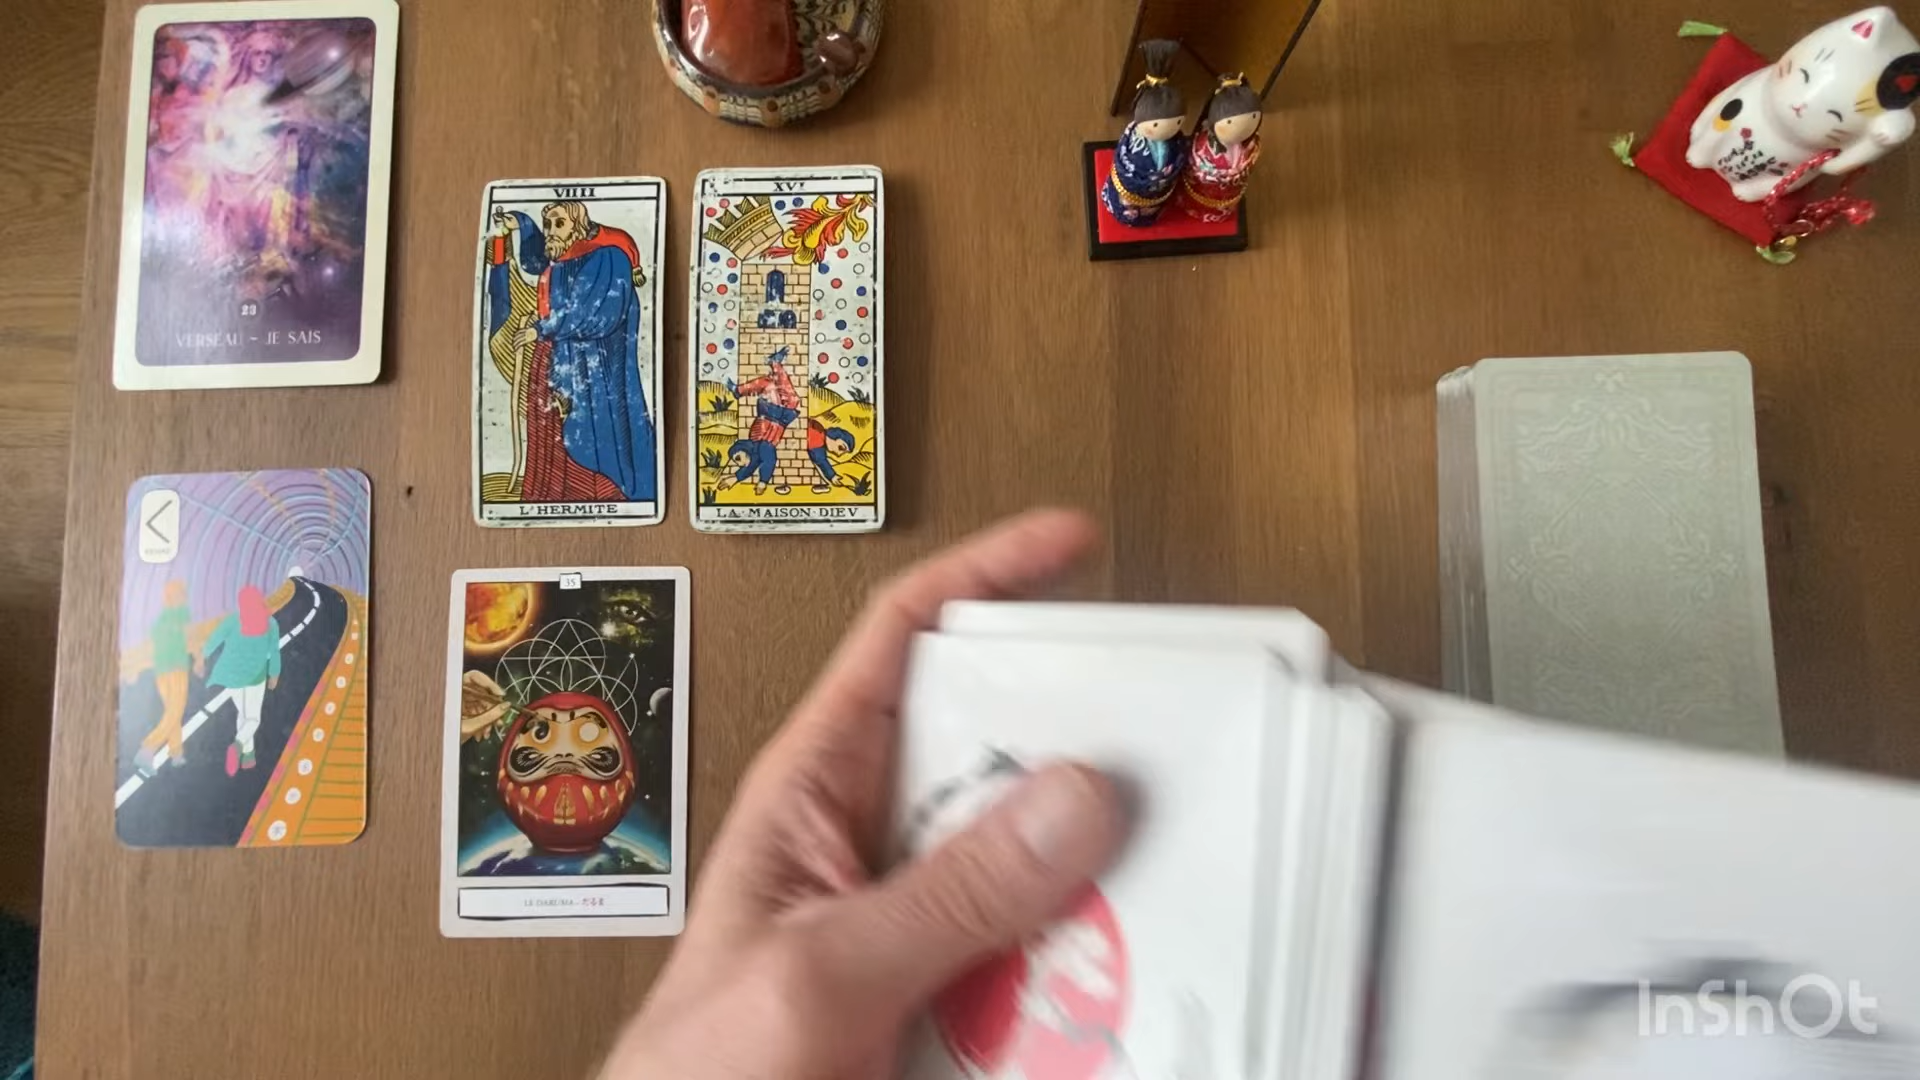 23
VERSEAU ~ JE SAIS
VIIII
L'HERMITE
XVI
LA·MAISON·DIEV
35
LE DARUMA - だるま
InShOt